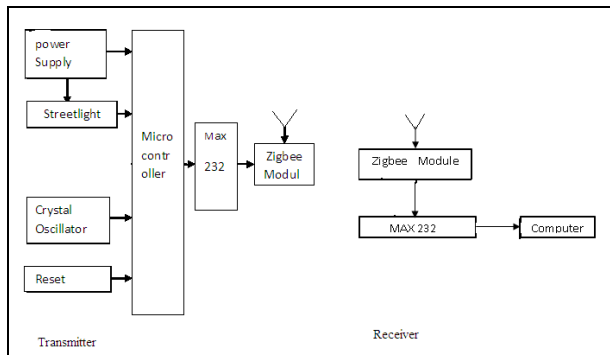 power
Supply
Streetlight
Crystal
Oscillator
Reset
Micro
contr
oller
Max
232
Zigbee
Modul
Transmitter
Zigbee Module
MAX 232
Computer
Receiver